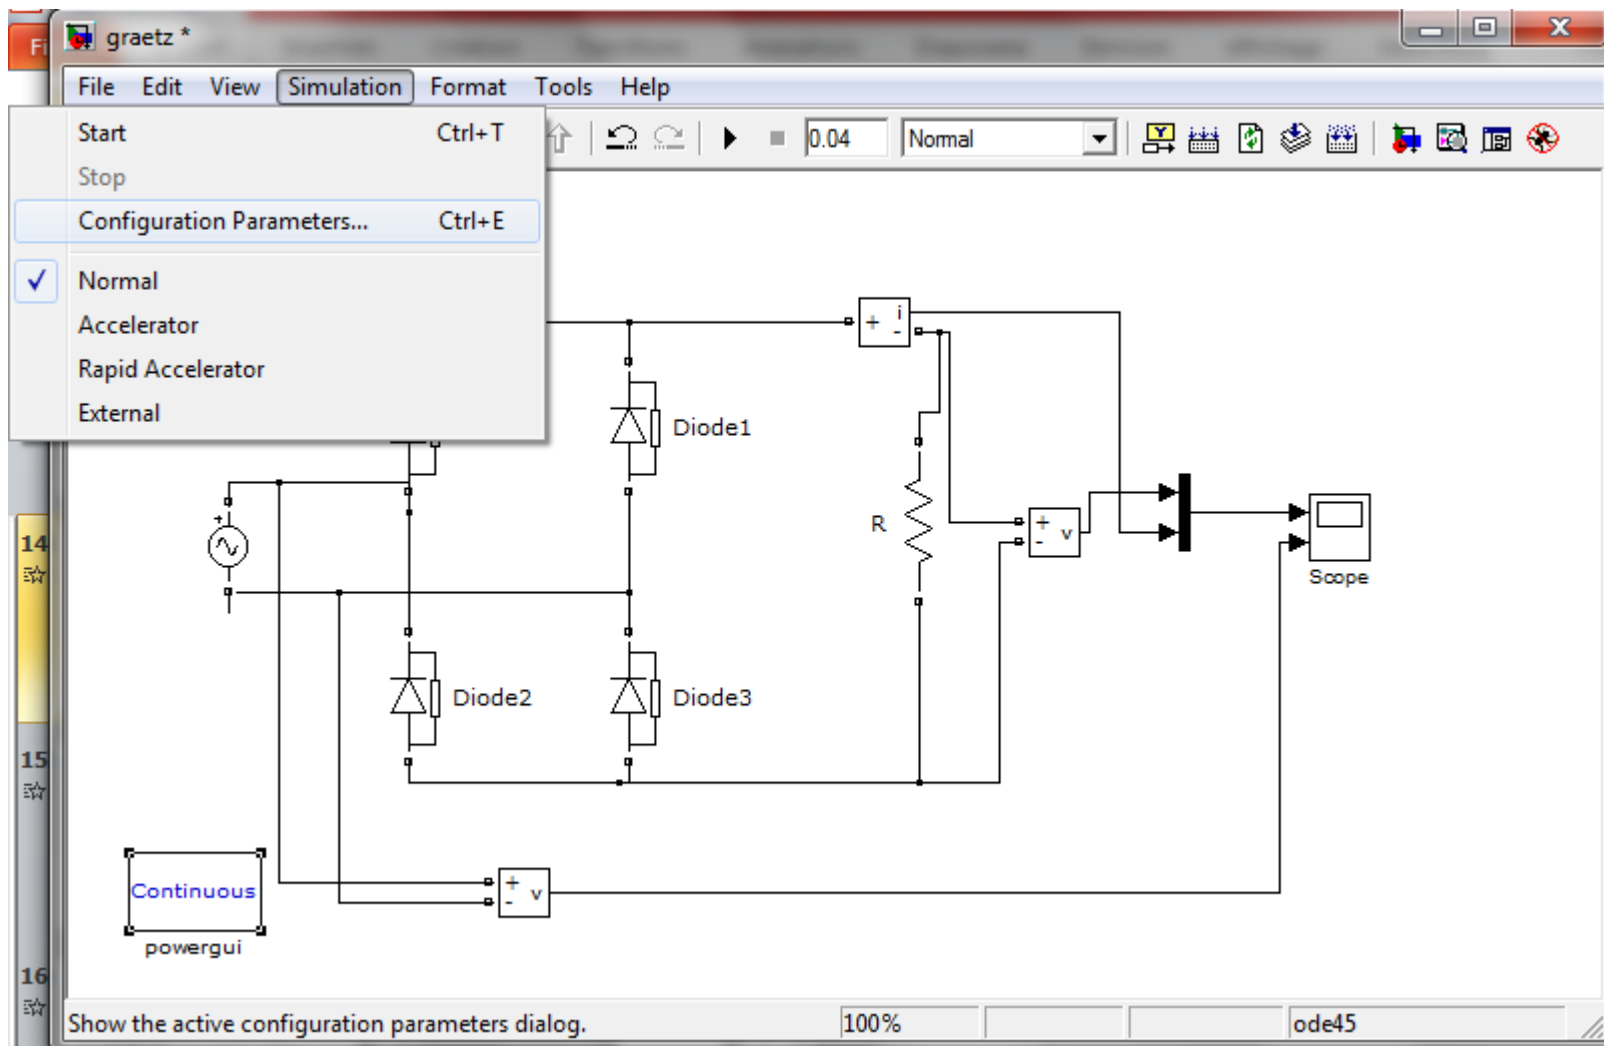 Fi
graetz *
File Edit View Simulation Format Tools Help
Start Ctrl+T
Stop
Configuration Parameters... Ctrl+E
Normal
Accelerator
Rapid Accelerator
External
0.04 Normal
+ i -
Diode1
R
+ v -
Scope
+
Diode2
Diode3
+ v -
Continuous
powergui
14
15
16
Show the active configuration parameters dialog. 100% ode45